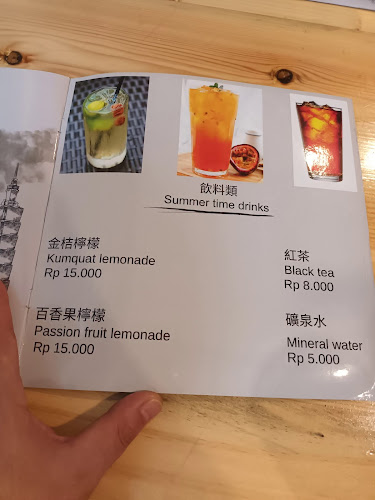 飲料類
Summer time drinks
金桔檸檬
Kumquat lemonade
Rp 15.000
紅茶
Black tea
Rp 8.000
百香果檸檬
Passion fruit lemonade
Rp 15.000
礦泉水
Mineral water
Rp 5.000